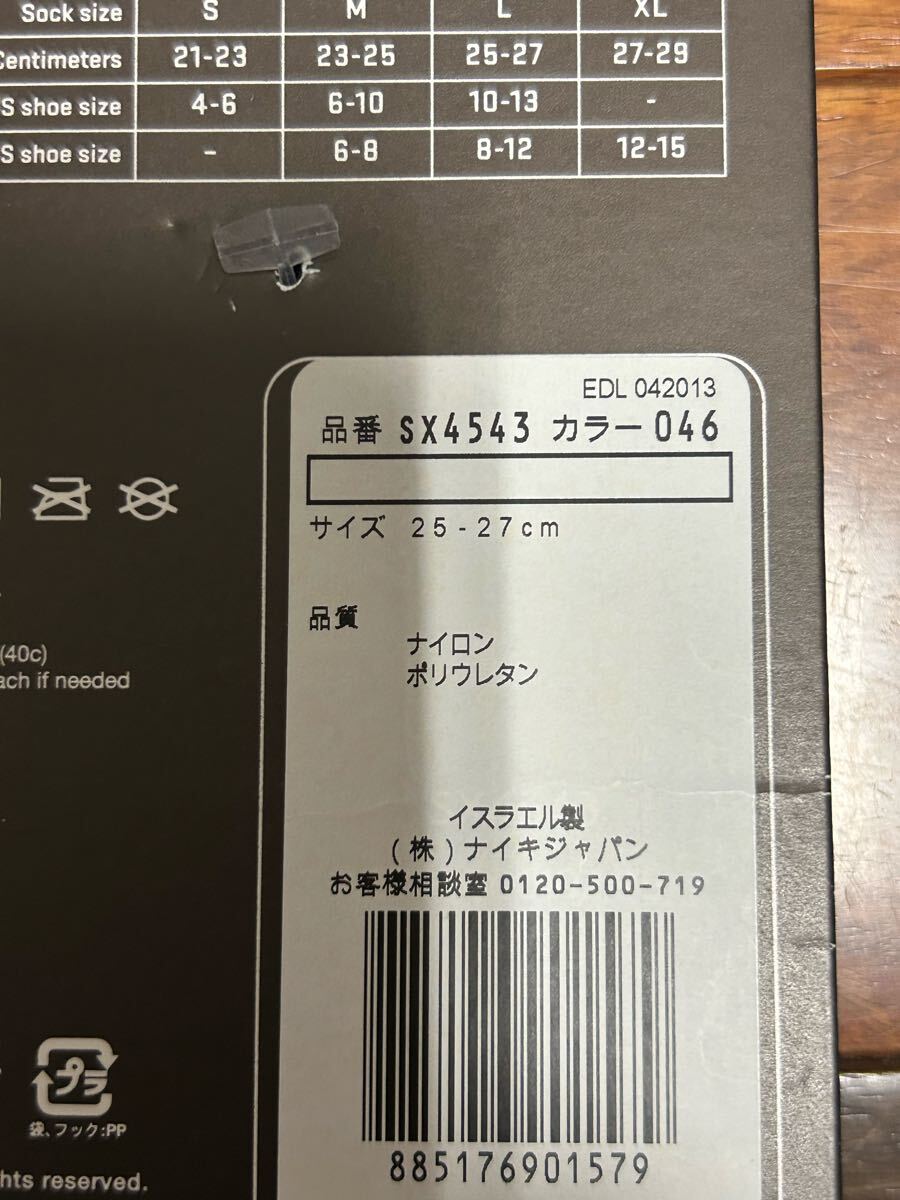 Sock size S M L XL
Centimeters 21-23 23-25 25-27 27-29
S shoe size 4-6 6-10 10-13 -
S shoe size - 6-8 8-12 12-15
EDL 042013
品番 SX4543 カラー 046
サイズ 25-27cm
品質
ナイロン
ポリウレタン
(40c)
ach if needed
イスラエル製
(株)ナイキジャパン
お客様相談室 0120-500-719
プラ
袋、フック:PP
885176901579
hts reserved.